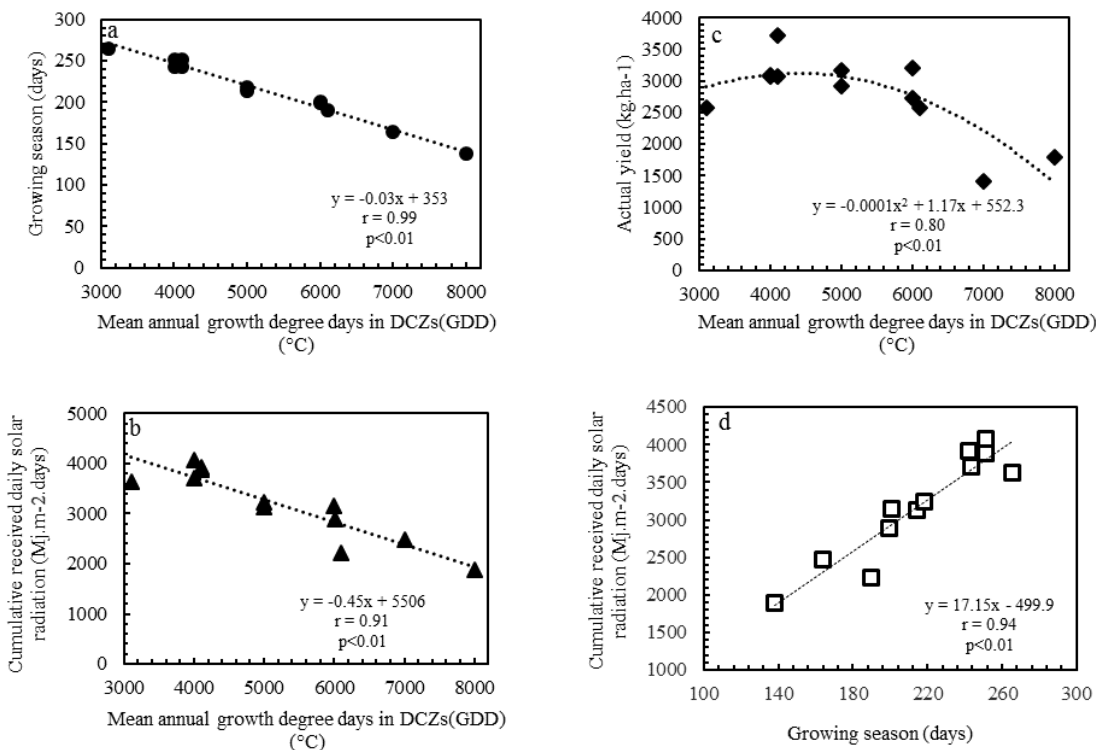 a
Growing season (days)
300
250
200
150
100
50
0
y = -0.03x + 353
r = 0.99
p<0.01
3000 4000 5000 6000 7000 8000
Mean annual growth degree days in DCZs(GDD)
(°C)
c
Actual yield (kg.ha-1)
4000
3500
3000
2500
2000
1500
1000
500
0
y = -0.0001x² + 1.17x + 552.3
r = 0.80
p<0.01
3000 4000 5000 6000 7000 8000
Mean annual growth degree days in DCZs(GDD)
(°C)
b
Cumulative received daily solar
radiation (Mj.m-2.days)
5000
4000
3000
2000
1000
0
y = -0.45x + 5506
r = 0.91
p<0.01
3000 4000 5000 6000 7000 8000
Mean annual growth degree days in DCZs(GDD)
(°C)
d
Cumulative received daily solar
radiation (Mj.m-2.days)
4500
4000
3500
3000
2500
2000
1500
1000
y = 17.15x - 499.9
r = 0.94
p<0.01
100 140 180 220 260 300
Growing season (days)